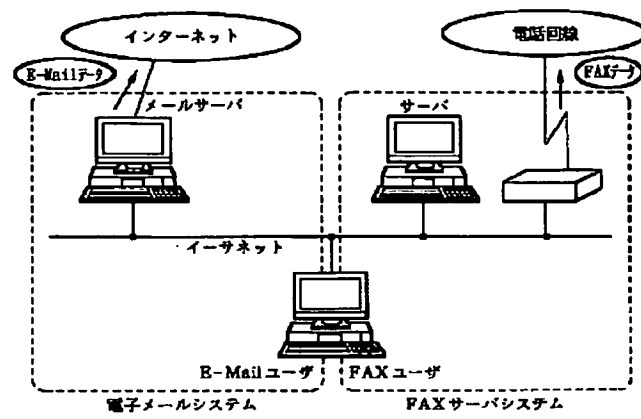 インターネット
電話回線
E-Mailデータ
FAXデータ
メールサーバ
サーバ
イーサネット
E-Mailユーザ
FAXユーザ
電子メールシステム
FAXサーバシステム